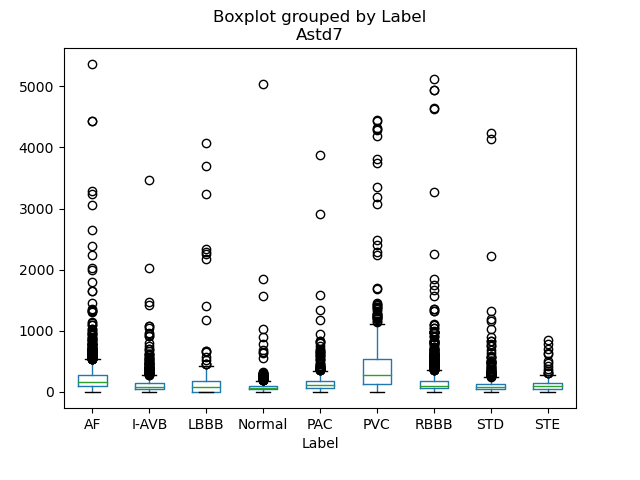 Boxplot grouped by Label
Astd7
5000
4000
3000
2000
1000
0
AF I-AVB LBBB Normal PAC PVC RBBB STD STE
Label